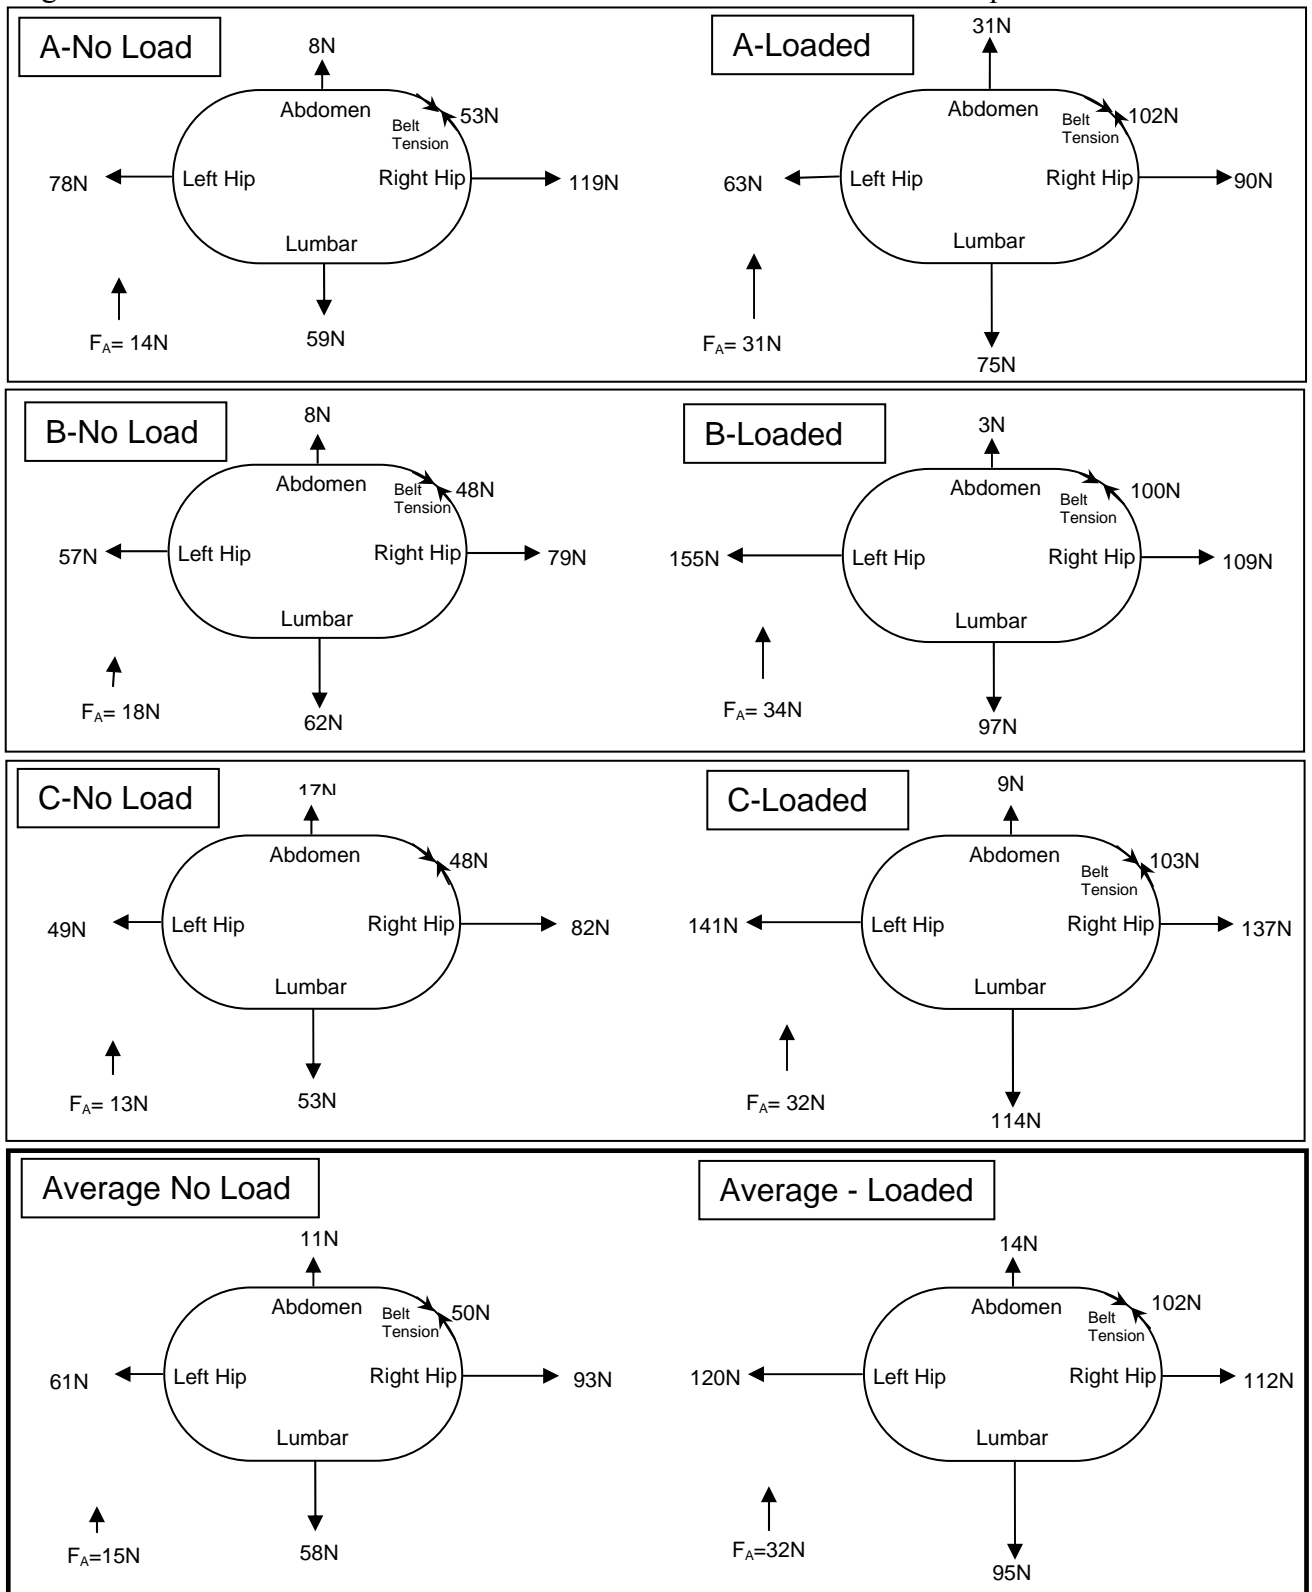 A-No Load
8N
Abdomen
53N
Belt
Tension
78N
Left Hip
Right Hip
119N
Lumbar
FA= 14N
59N
A-Loaded
31N
Abdomen
102N
Belt
Tension
63N
Left Hip
Right Hip
90N
Lumbar
FA= 31N
75N
B-No Load
8N
Abdomen
48N
Belt
Tension
57N
Left Hip
Right Hip
79N
Lumbar
FA= 18N
62N
B-Loaded
3N
Abdomen
100N
Belt
Tension
155N
Left Hip
Right Hip
109N
Lumbar
FA= 34N
97N
C-No Load
17N
Abdomen
48N
49N
Left Hip
Right Hip
82N
Lumbar
FA= 13N
53N
C-Loaded
9N
Abdomen
103N
Belt
Tension
141N
Left Hip
Right Hip
137N
Lumbar
FA= 32N
114N
Average No Load
11N
Abdomen
50N
Belt
Tension
61N
Left Hip
Right Hip
93N
Lumbar
FA=15N
58N
Average - Loaded
14N
Abdomen
102N
Belt
Tension
120N
Left Hip
Right Hip
112N
Lumbar
FA=32N
95N